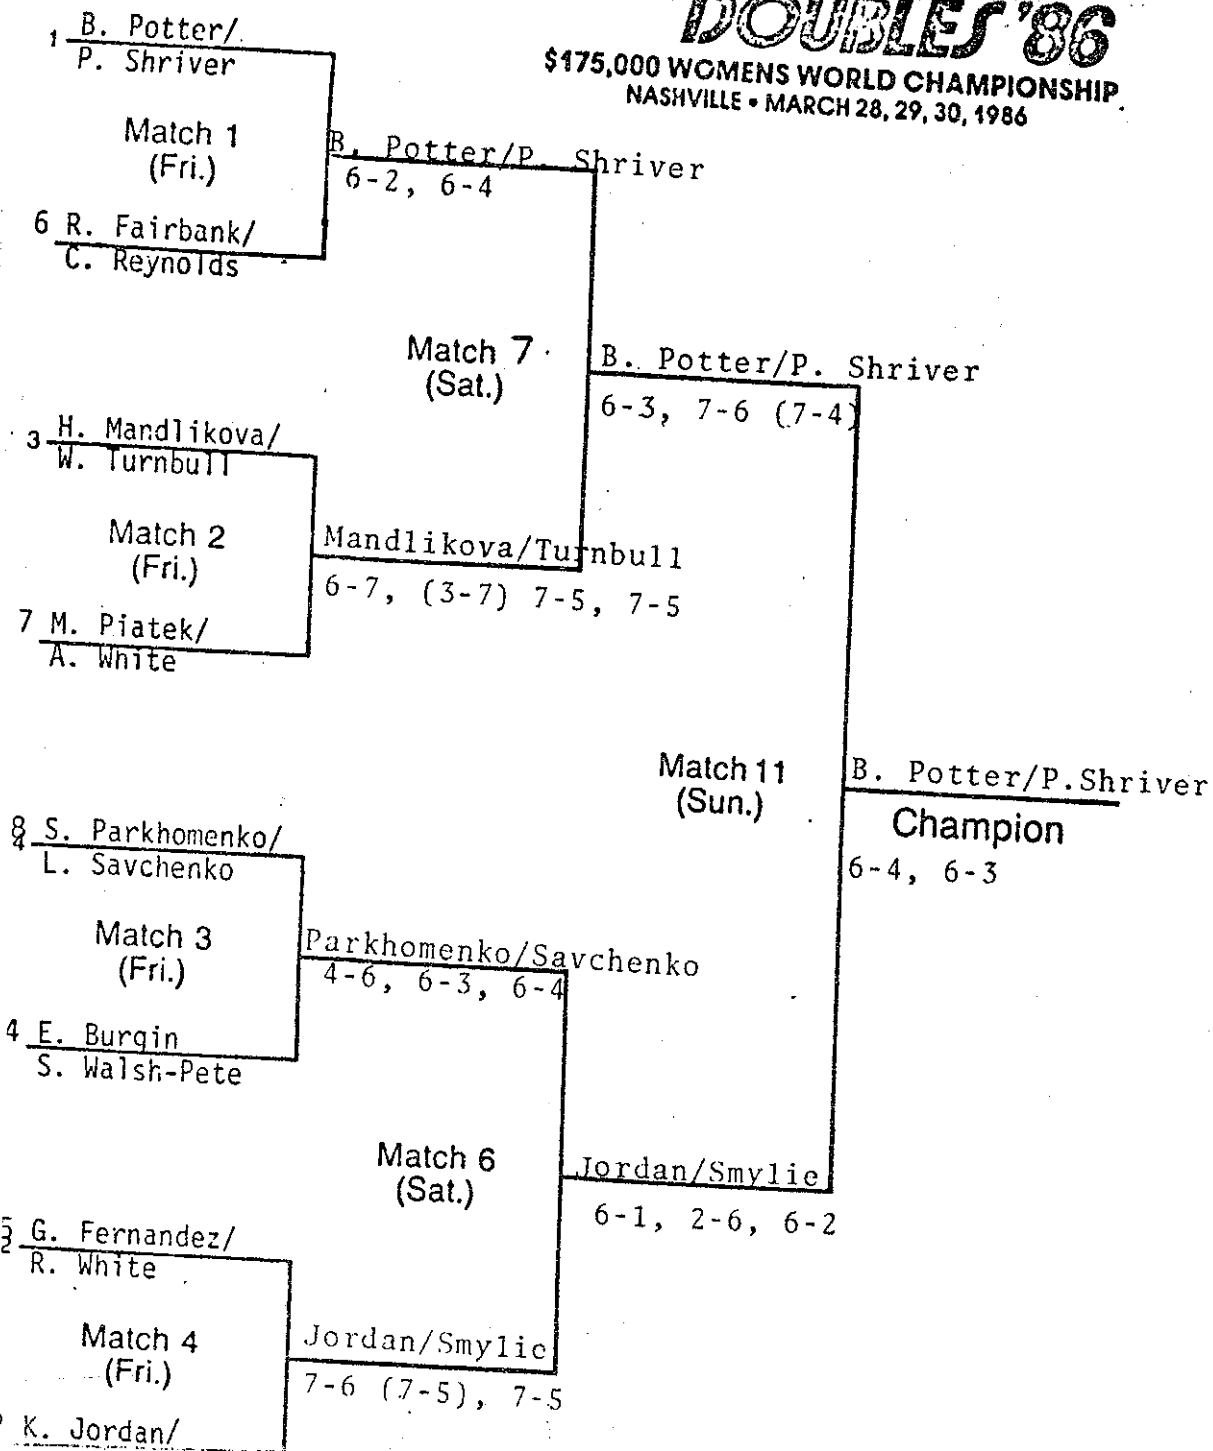 DOUBLES '86
$175,000 WOMENS WORLD CHAMPIONSHIP
NASHVILLE • MARCH 28, 29, 30, 1986
1 B. Potter/
P. Shriver
Match 1
(Fri.)
B. Potter/P. Shriver
6-2, 6-4
6 R. Fairbank/
C. Reynolds
Match 7
(Sat.)
B. Potter/P. Shriver
6-3, 7-6 (7-4)
3 H. Mandlikova/
W. Turnbull
Match 2
(Fri.)
Mandlikova/Turnbull
6-7, (3-7) 7-5, 7-5
7 M. Piatek/
A. White
Match 11
(Sun.)
B. Potter/P.Shriver
Champion
6-4, 6-3
8 S. Parkhomenko/
L. Savchenko
Match 3
(Fri.)
Parkhomenko/Savchenko
4-6, 6-3, 6-4
4 E. Burgin
S. Walsh-Pete
Match 6
(Sat.)
Jordan/Smylie
6-1, 2-6, 6-2
5 G. Fernandez/
R. White
Match 4
(Fri.)
Jordan/Smylie
7-6 (7-5), 7-5
K. Jordan/